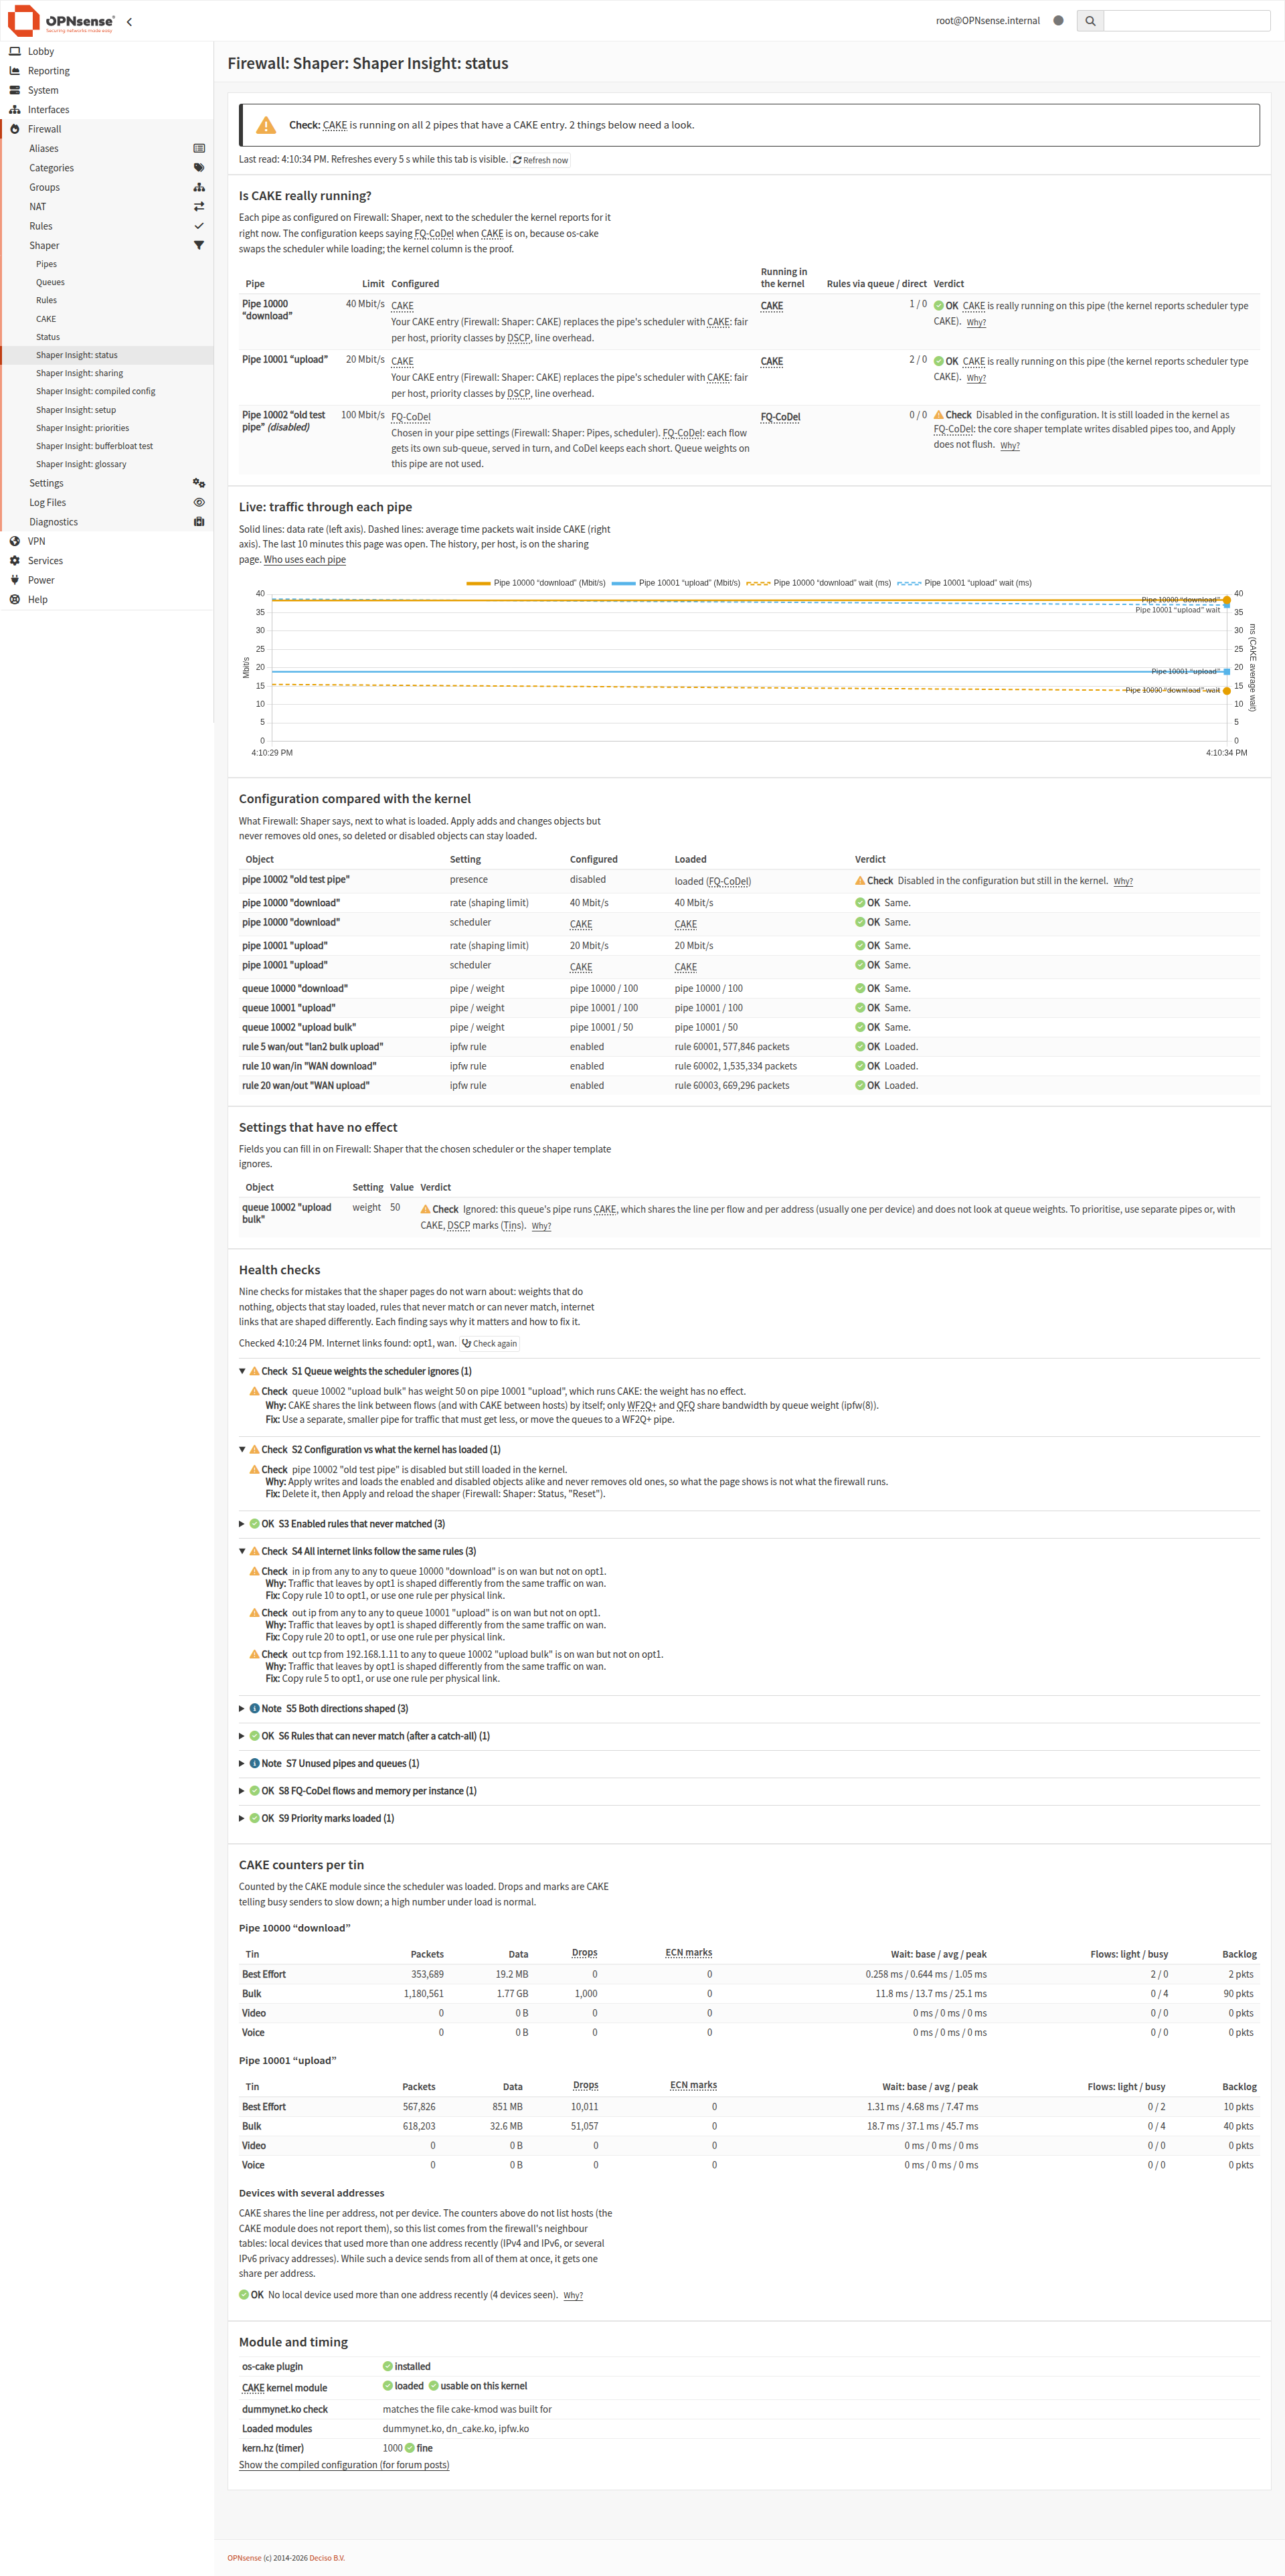 OPNsense®
Securing networks made easy
root@OPNsense.internal
Lobby
Reporting
System
Interfaces
Firewall
Aliases
Categories
Groups
NAT
Rules
Shaper
Pipes
Queues
Rules
CAKE
Status
Shaper Insight: status
Shaper Insight: sharing
Shaper Insight: compiled config
Shaper Insight: setup
Shaper Insight: priorities
Shaper Insight: bufferbloat test
Shaper Insight: glossary
Settings
Log Files
Diagnostics
VPN
Services
Power
Help
Firewall: Shaper: Shaper Insight: status
Check: CAKE is running on all 2 pipes that have a CAKE entry. 2 things below need a look.
Last read: 4:10:34 PM. Refreshes every 5 s while this tab is visible. Refresh now
Is CAKE really running?
Each pipe as configured on Firewall: Shaper, next to the scheduler the kernel reports for it
right now. The configuration keeps saying FQ-CoDel when CAKE is on, because os-cake
swaps the scheduler while loading; the kernel column is the proof.
Pipe Limit Configured Running in the kernel Rules via queue / direct Verdict
Pipe 10000 “download” 40 Mbit/s CAKE CAKE 1 / 0 OK CAKE is really running on this pipe (the kernel reports scheduler type CAKE). Why?
Your CAKE entry (Firewall: Shaper: CAKE) replaces the pipe's scheduler with CAKE: fair
per host, priority classes by DSCP, line overhead.
Pipe 10001 “upload” 20 Mbit/s CAKE CAKE 2 / 0 OK CAKE is really running on this pipe (the kernel reports scheduler type CAKE). Why?
Your CAKE entry (Firewall: Shaper: CAKE) replaces the pipe's scheduler with CAKE: fair
per host, priority classes by DSCP, line overhead.
Pipe 10002 “old test pipe” (disabled) 100 Mbit/s FQ-CoDel FQ-CoDel 0 / 0 Check Disabled in the configuration. It is still loaded in the kernel as FQ-CoDel: the core shaper template writes disabled pipes too, and Apply does not flush. Why?
Chosen in your pipe settings (Firewall: Shaper: Pipes, scheduler). FQ-CoDel: each flow
gets its own sub-queue, served in turn, and CoDel keeps each short. Queue weights on
this pipe are not used.
Live: traffic through each pipe
Solid lines: data rate (left axis). Dashed lines: average time packets wait inside CAKE (right
axis). The last 10 minutes this page was open. The history, per host, is on the sharing
page. Who uses each pipe
Pipe 10000 “download” (Mbit/s) Pipe 10001 “upload” (Mbit/s) Pipe 10000 “download” wait (ms) Pipe 10001 “upload” wait (ms)
40 Pipe 10000 “download” 40
35 Pipe 10001 “upload” wait 35
30 30
25 25
20 Pipe 10001 “upload” 20
15 Pipe 10000 “download” wait 15
10 10
5 5
0 0
Mbit/s
ms (CAKE average wait)
4:10:29 PM 4:10:34 PM
Configuration compared with the kernel
What Firewall: Shaper says, next to what is loaded. Apply adds and changes objects but
never removes old ones, so deleted or disabled objects can stay loaded.
Object Setting Configured Loaded Verdict
pipe 10002 "old test pipe" presence disabled loaded (FQ-CoDel) Check Disabled in the configuration but still in the kernel. Why?
pipe 10000 "download" rate (shaping limit) 40 Mbit/s 40 Mbit/s OK Same.
pipe 10000 "download" scheduler CAKE CAKE OK Same.
pipe 10001 "upload" rate (shaping limit) 20 Mbit/s 20 Mbit/s OK Same.
pipe 10001 "upload" scheduler CAKE CAKE OK Same.
queue 10000 "download" pipe / weight pipe 10000 / 100 pipe 10000 / 100 OK Same.
queue 10001 "upload" pipe / weight pipe 10001 / 100 pipe 10001 / 100 OK Same.
queue 10002 "upload bulk" pipe / weight pipe 10001 / 50 pipe 10001 / 50 OK Same.
rule 5 wan/out "lan2 bulk upload" ipfw rule enabled rule 60001, 577,846 packets OK Loaded.
rule 10 wan/in "WAN download" ipfw rule enabled rule 60002, 1,535,334 packets OK Loaded.
rule 20 wan/out "WAN upload" ipfw rule enabled rule 60003, 669,296 packets OK Loaded.
Settings that have no effect
Fields you can fill in on Firewall: Shaper that the chosen scheduler or the shaper template
ignores.
Object Setting Value Verdict
queue 10002 "upload bulk" weight 50 Check Ignored: this queue's pipe runs CAKE, which shares the line per flow and per address (usually one per device) and does not look at queue weights. To prioritise, use separate pipes or, with
CAKE, DSCP marks (Tins). Why?
Health checks
Nine checks for mistakes that the shaper pages do not warn about: weights that do
nothing, objects that stay loaded, rules that never match or can never match, internet
links that are shaped differently. Each finding says why it matters and how to fix it.
Checked 4:10:24 PM. Internet links found: opt1, wan. Check again
Check S1 Queue weights the scheduler ignores (1)
Check queue 10002 "upload bulk" has weight 50 on pipe 10001 "upload", which runs CAKE: the weight has no effect.
Why: CAKE shares the link between flows (and with CAKE between hosts) by itself; only WF2Q+ and QFQ share bandwidth by queue weight (ipfw(8)).
Fix: Use a separate, smaller pipe for traffic that must get less, or move the queues to a WF2Q+ pipe.
Check S2 Configuration vs what the kernel has loaded (1)
Check pipe 10002 "old test pipe" is disabled but still loaded in the kernel.
Why: Apply writes and loads the enabled and disabled objects alike and never removes old ones, so what the page shows is not what the firewall runs.
Fix: Delete it, then Apply and reload the shaper (Firewall: Shaper: Status, "Reset").
OK S3 Enabled rules that never matched (3)
Check S4 All internet links follow the same rules (3)
Check in ip from any to any to queue 10000 "download" is on wan but not on opt1.
Why: Traffic that leaves by opt1 is shaped differently from the same traffic on wan.
Fix: Copy rule 10 to opt1, or use one rule per physical link.
Check out ip from any to any to queue 10001 "upload" is on wan but not on opt1.
Why: Traffic that leaves by opt1 is shaped differently from the same traffic on wan.
Fix: Copy rule 20 to opt1, or use one rule per physical link.
Check out tcp from 192.168.1.11 to any to queue 10002 "upload bulk" is on wan but not on opt1.
Why: Traffic that leaves by opt1 is shaped differently from the same traffic on wan.
Fix: Copy rule 5 to opt1, or use one rule per physical link.
Note S5 Both directions shaped (3)
OK S6 Rules that can never match (after a catch-all) (1)
Note S7 Unused pipes and queues (1)
OK S8 FQ-CoDel flows and memory per instance (1)
OK S9 Priority marks loaded (1)
CAKE counters per tin
Counted by the CAKE module since the scheduler was loaded. Drops and marks are CAKE
telling busy senders to slow down; a high number under load is normal.
Pipe 10000 “download”
Tin Packets Data Drops ECN marks Wait: base / avg / peak Flows: light / busy Backlog
Best Effort 353,689 19.2 MB 0 0 0.258 ms / 0.644 ms / 1.05 ms 2 / 0 2 pkts
Bulk 1,180,561 1.77 GB 1,000 0 11.8 ms / 13.7 ms / 25.1 ms 0 / 4 90 pkts
Video 0 0 B 0 0 0 ms / 0 ms / 0 ms 0 / 0 0 pkts
Voice 0 0 B 0 0 0 ms / 0 ms / 0 ms 0 / 0 0 pkts
Pipe 10001 “upload”
Tin Packets Data Drops ECN marks Wait: base / avg / peak Flows: light / busy Backlog
Best Effort 567,826 851 MB 10,011 0 1.31 ms / 4.68 ms / 7.47 ms 0 / 2 10 pkts
Bulk 618,203 32.6 MB 51,057 0 18.7 ms / 37.1 ms / 45.7 ms 0 / 4 40 pkts
Video 0 0 B 0 0 0 ms / 0 ms / 0 ms 0 / 0 0 pkts
Voice 0 0 B 0 0 0 ms / 0 ms / 0 ms 0 / 0 0 pkts
Devices with several addresses
CAKE shares the line per address, not per device. The counters above do not list hosts (the
CAKE module does not report them), so this list comes from the firewall's neighbour
tables: local devices that used more than one address recently (IPv4 and IPv6, or several
IPv6 privacy addresses). While such a device sends from all of them at once, it gets one
share per address.
OK No local device used more than one address recently (4 devices seen). Why?
Module and timing
os-cake plugin installed
CAKE kernel module loaded usable on this kernel
dummynet.ko check matches the file cake-kmod was built for
Loaded modules dummynet.ko, dn_cake.ko, ipfw.ko
kern.hz (timer) 1000 fine
Show the compiled configuration (for forum posts)
OPNsense (c) 2014-2026 Deciso B.V.